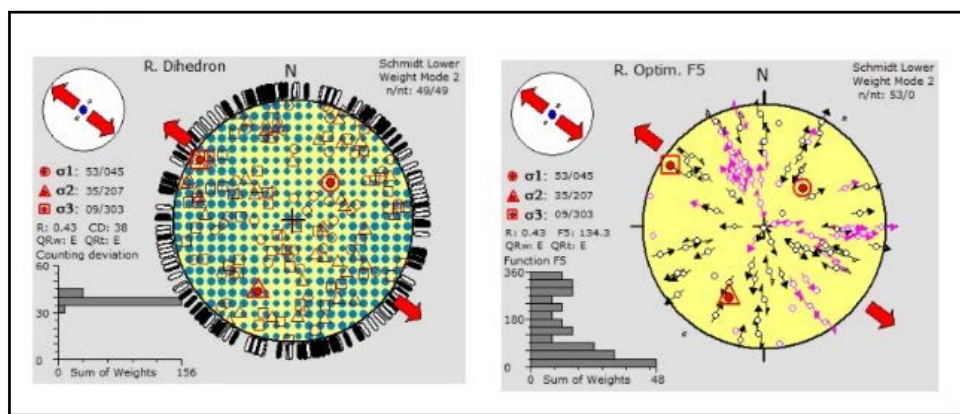 R. Dihedron
N
Schmidt Lower
Weight Mode 2
n/nt: 49/49
σ1: 53/045
σ2: 35/207
σ3: 09/303
R: 0.43 CD: 38
QRw: E QRt: E
Counting deviation
60
30
0
0 Sum of Weights 156
R. Optim. F5
N
Schmidt Lower
Weight Mode 2
n/nt: 53/0
σ1: 53/045
σ2: 35/207
σ3: 09/303
R: 0.43 F5: 134.3
QRw: E QRt: E
Function F5
360
180
0
0 Sum of Weights 48